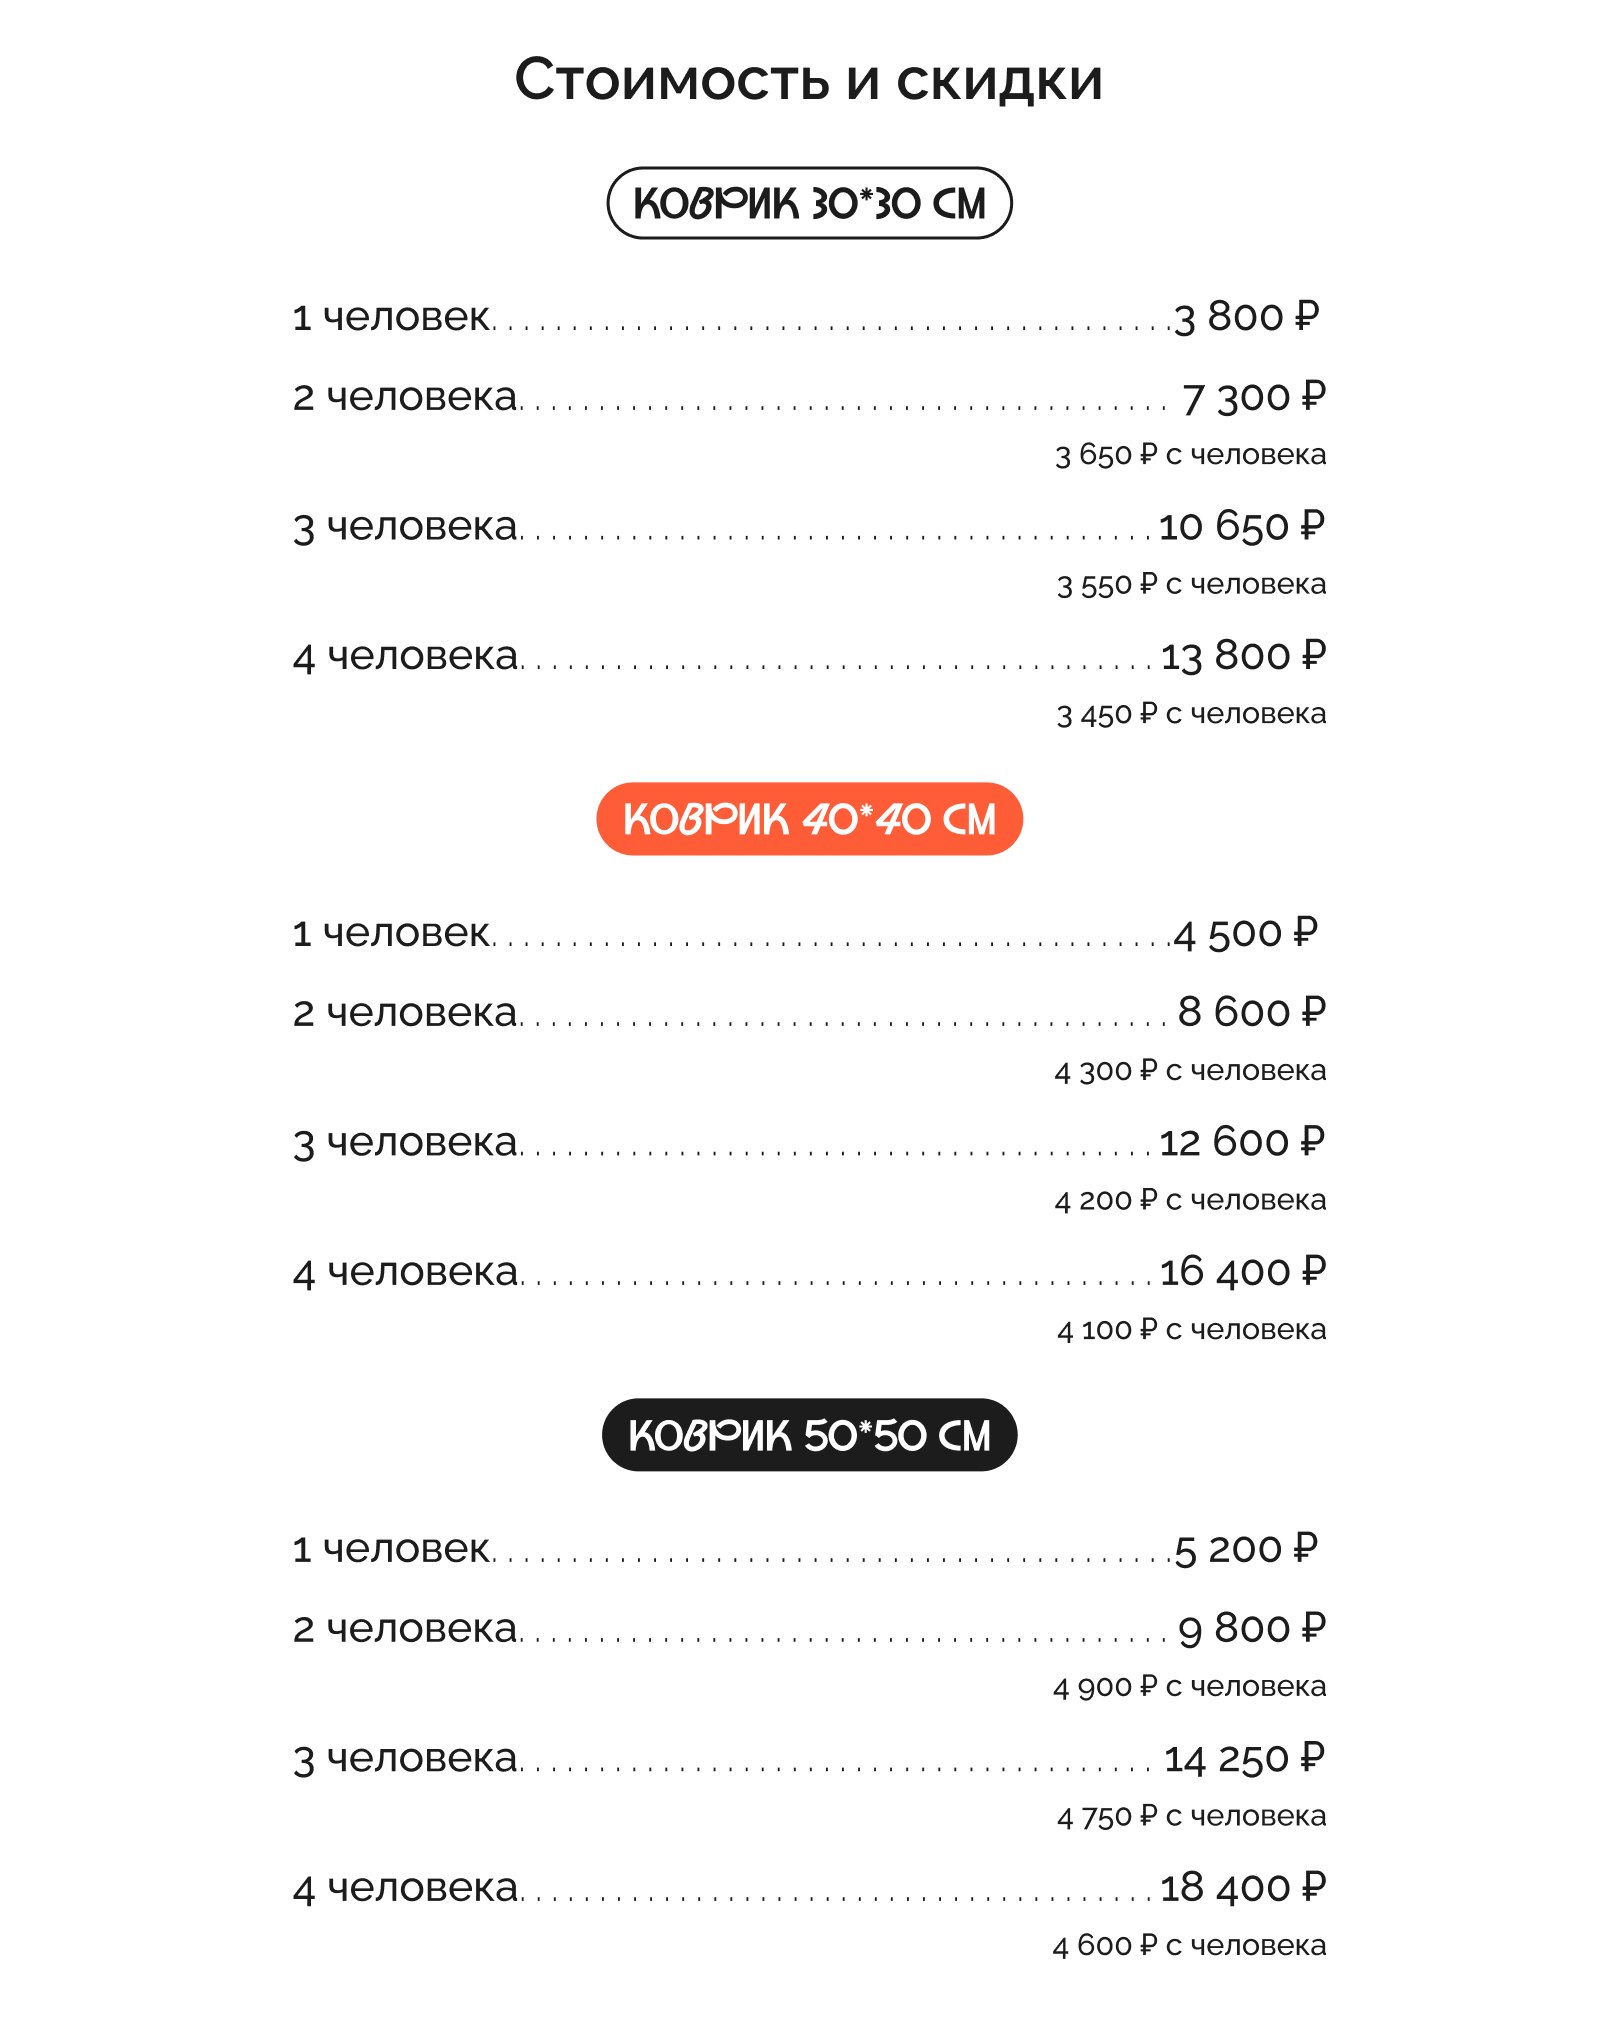 Стоимость и скидки
КОВРИК 30*30 СМ
1 человек. . . . . . . . . . . . . . . . . . . . . . . . . . . . . . . . . . . . . . . . . . .3 800 ₽
2 человека. . . . . . . . . . . . . . . . . . . . . . . . . . . . . . . . . . . . . . . . . 7 300 ₽
3 650 ₽ с человека
3 человека. . . . . . . . . . . . . . . . . . . . . . . . . . . . . . . . . . . . . . . . 10 650 ₽
3 550 ₽ с человека
4 человека. . . . . . . . . . . . . . . . . . . . . . . . . . . . . . . . . . . . . . . . 13 800 ₽
3 450 ₽ с человека
КОВРИК 40*40 СМ
1 человек. . . . . . . . . . . . . . . . . . . . . . . . . . . . . . . . . . . . . . . . . . .4 500 ₽
2 человека. . . . . . . . . . . . . . . . . . . . . . . . . . . . . . . . . . . . . . . . . 8 600 ₽
4 300 ₽ с человека
3 человека. . . . . . . . . . . . . . . . . . . . . . . . . . . . . . . . . . . . . . . . 12 600 ₽
4 200 ₽ с человека
4 человека. . . . . . . . . . . . . . . . . . . . . . . . . . . . . . . . . . . . . . . . 16 400 ₽
4 100 ₽ с человека
КОВРИК 50*50 СМ
1 человек. . . . . . . . . . . . . . . . . . . . . . . . . . . . . . . . . . . . . . . . . . .5 200 ₽
2 человека. . . . . . . . . . . . . . . . . . . . . . . . . . . . . . . . . . . . . . . . . 9 800 ₽
4 900 ₽ с человека
3 человека. . . . . . . . . . . . . . . . . . . . . . . . . . . . . . . . . . . . . . . . 14 250 ₽
4 750 ₽ с человека
4 человека. . . . . . . . . . . . . . . . . . . . . . . . . . . . . . . . . . . . . . . . 18 400 ₽
4 600 ₽ с человека